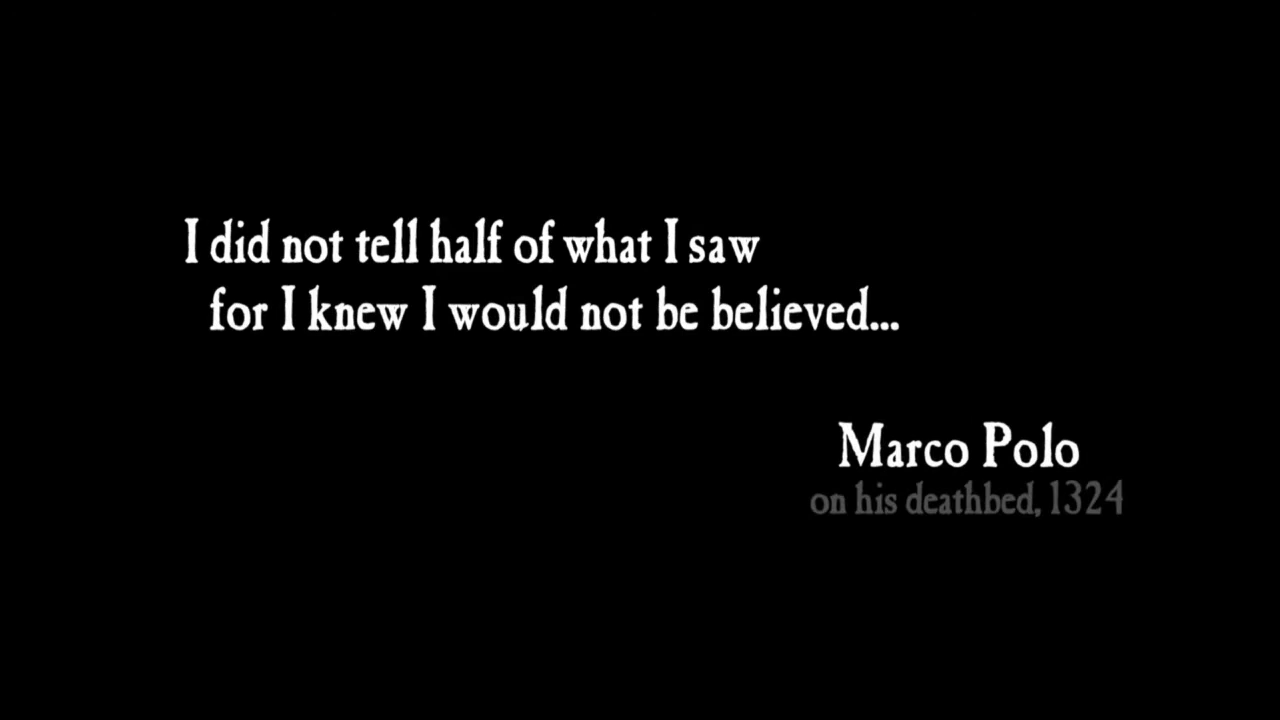 I did not tell half of what I saw
for I knew I would not be believed...
Marco Polo
on his deathbed, 1324